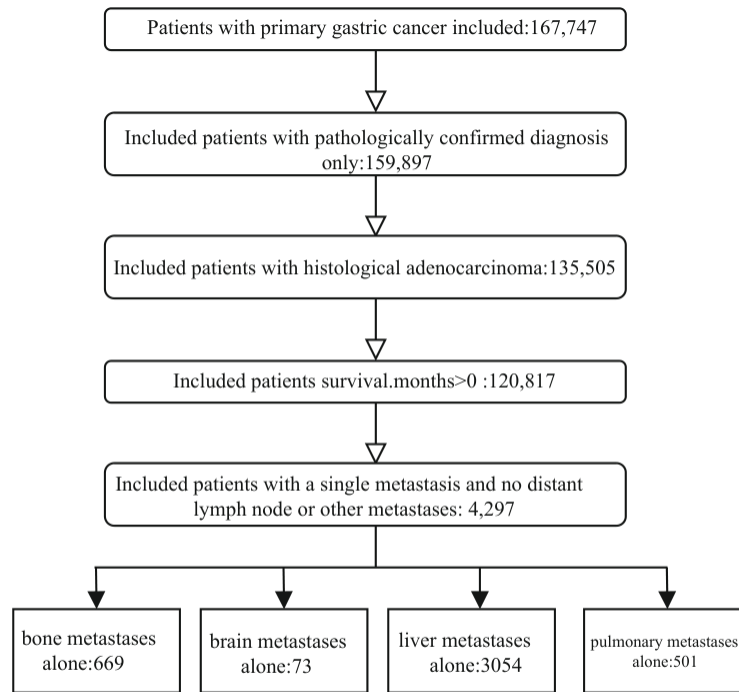 Patients with primary gastric cancer included:167,747
Included patients with pathologically confirmed diagnosis
only:159,897
Included patients with histological adenocarcinoma:135,505
Included patients survival.months>0 :120,817
Included patients with a single metastasis and no distant
lymph node or other metastases: 4,297
bone metastases
alone:669
brain metastases
alone:73
liver metastases
alone:3054
pulmonary metastases
alone:501